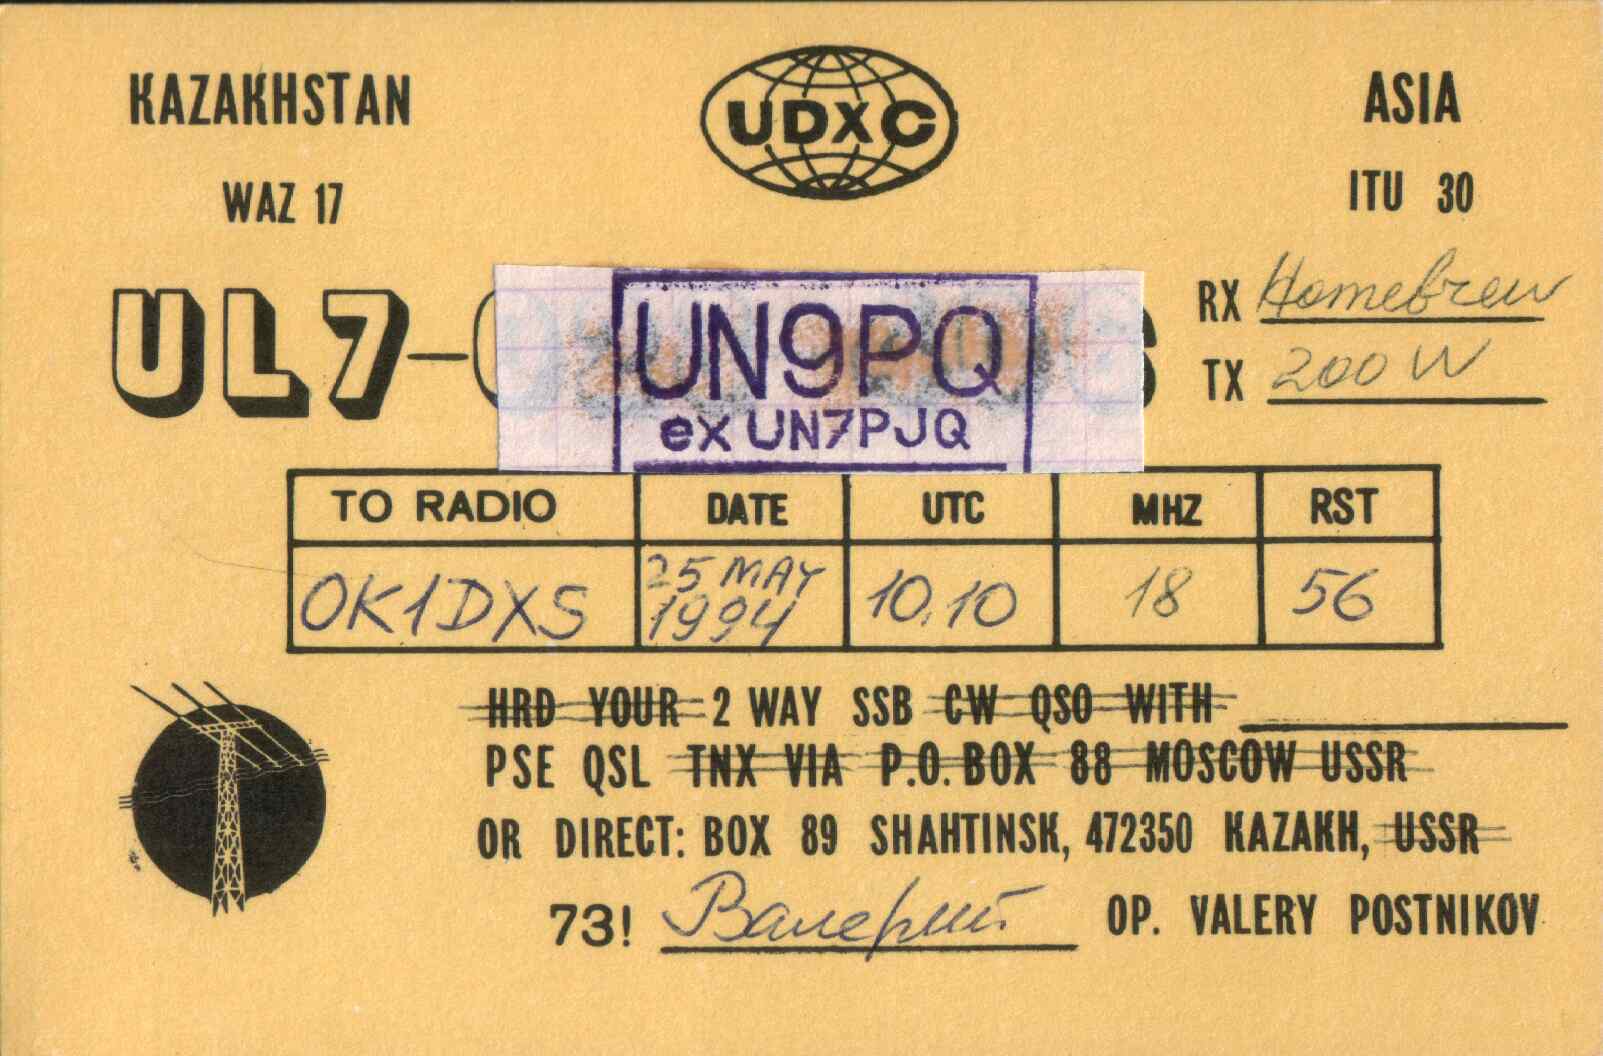 KAZAKHSTAN
UDXC
ASIA
WAZ 17
ITU 30
UL7-
UN9PQ
ex UN7PJQ
RX Homebrew
TX 200 W
TO RADIO DATE UTC MHZ RST
OK1DXS 25 MAY 1994 10.10 18 56
HRD YOUR 2 WAY SSB CW QSO WITH
PSE QSL TNX VIA P.O. BOX 88 MOSCOW USSR
OR DIRECT: BOX 89 SHAHTINSK, 472350 KAZAKH, USSR
73! Валерий OP. VALERY POSTNIKOV